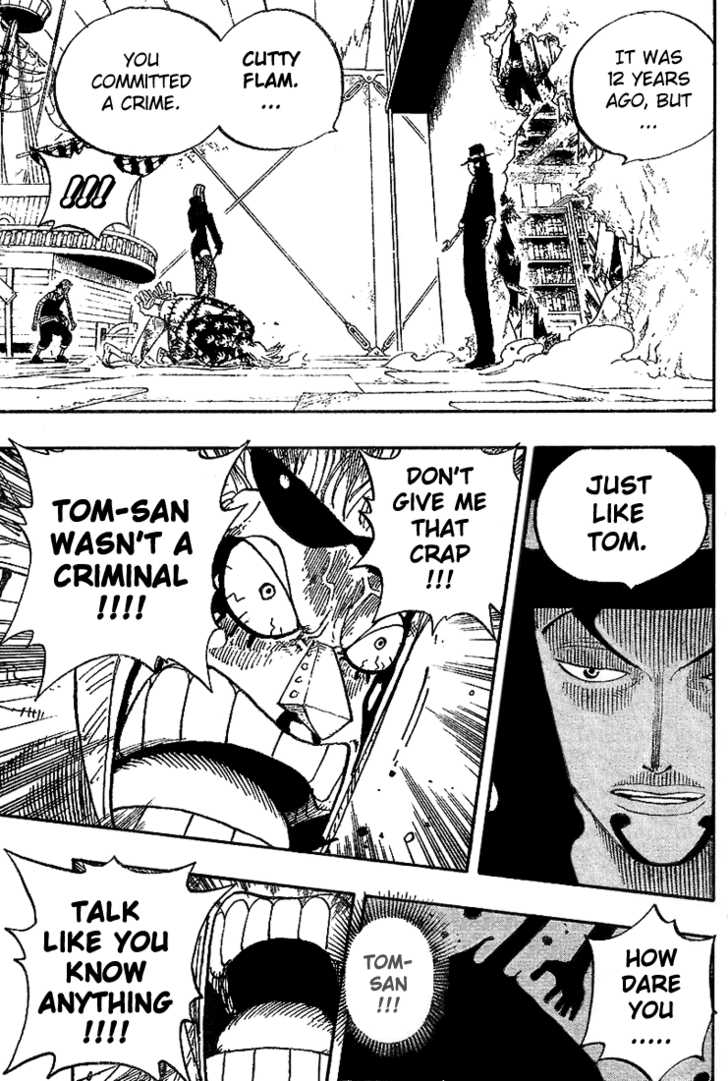 IT WAS
12 YEARS
AGO, BUT
...
CUTTY
FLAM.
...
YOU
COMMITTED
A CRIME.
!!!
JUST
LIKE
TOM.
DON'T
GIVE ME
THAT
CRAP
!!!
TOM-SAN
WASN'T A
CRIMINAL
!!!!
HOW
DARE
YOU
.....
TOM-
SAN
!!!
TALK
LIKE YOU
KNOW
ANYTHING
!!!!